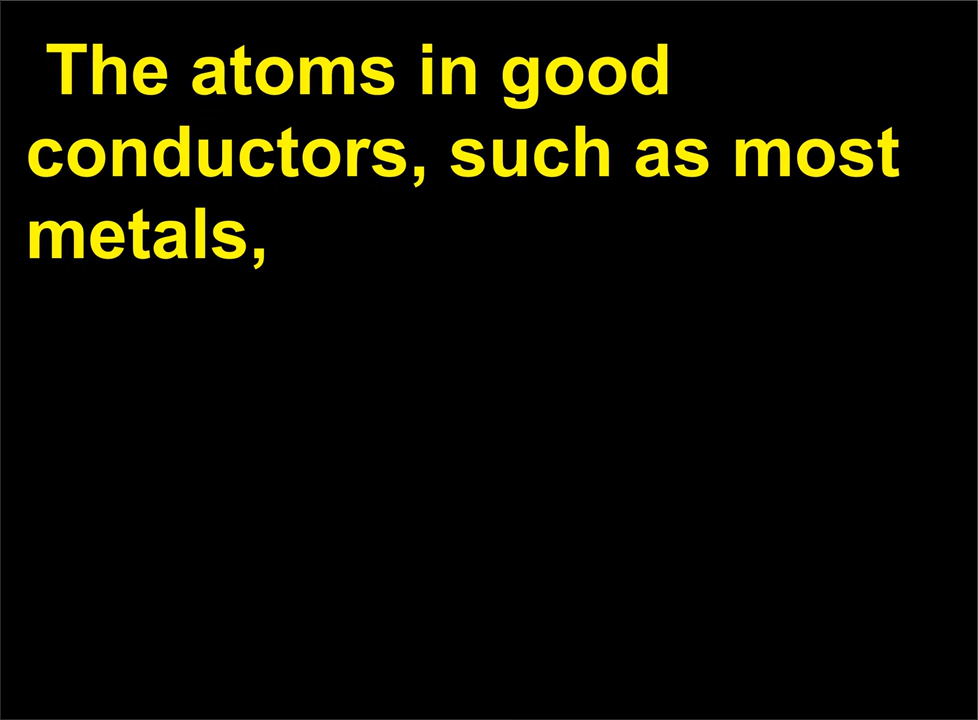 The atoms in good
conductors, such as most
metals,